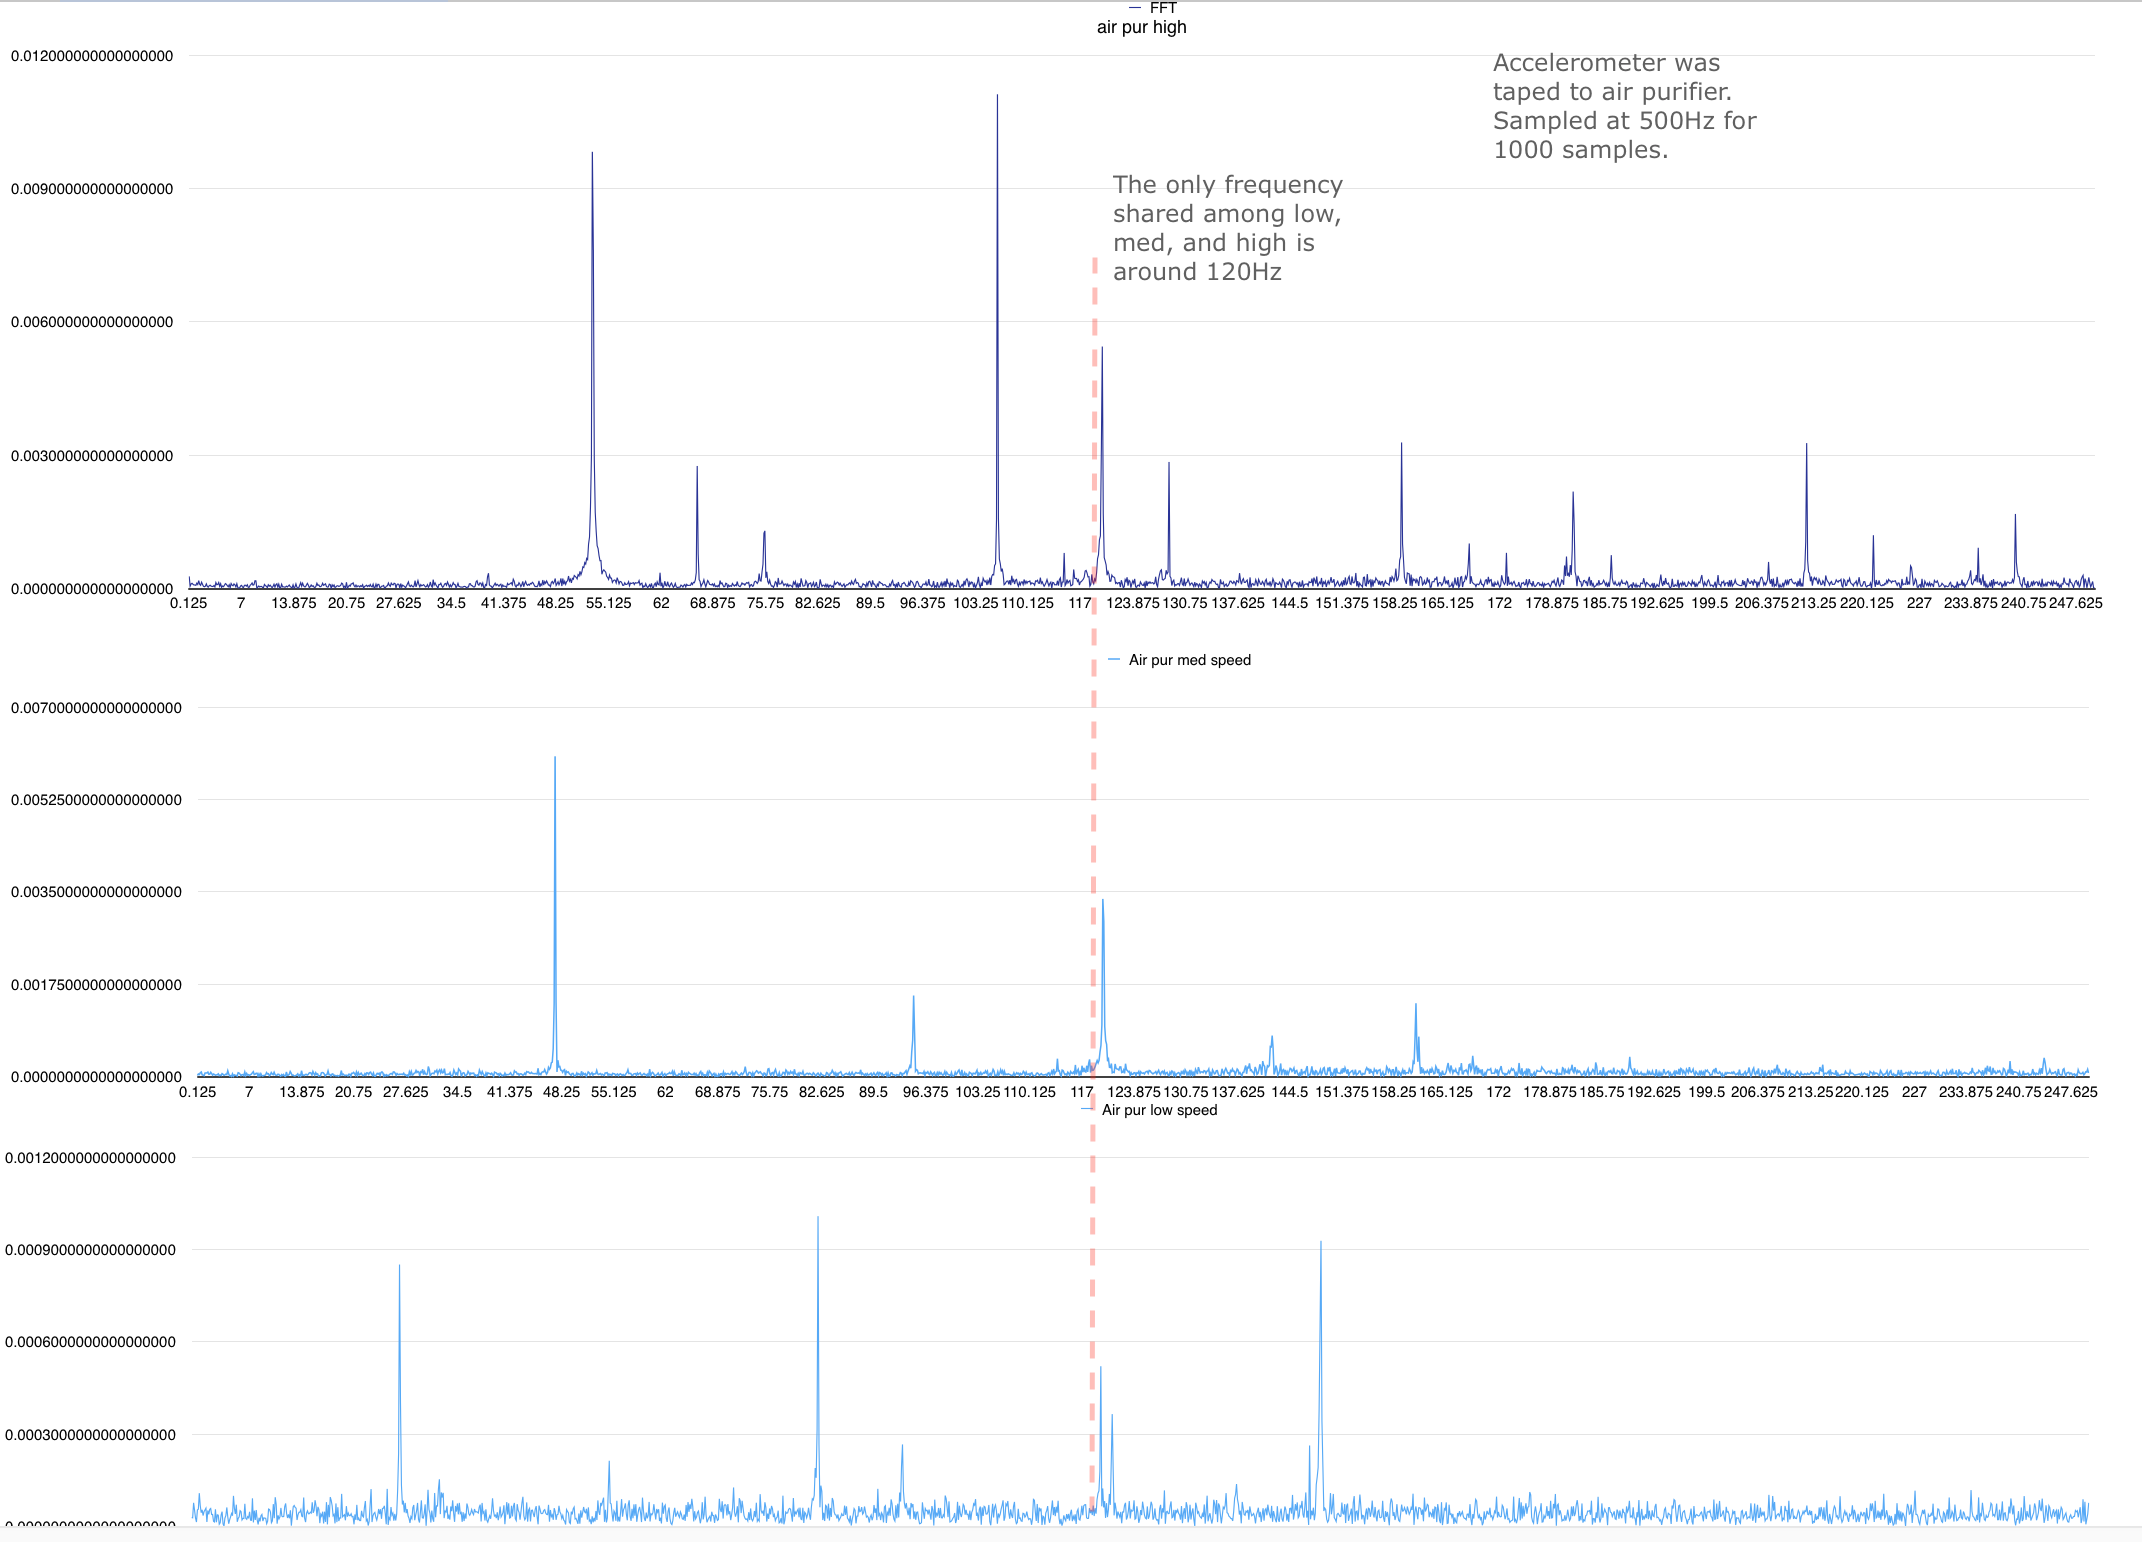 FFT
air pur high
0.012000000000000000
Accelerometer was
taped to air purifier.
Sampled at 500Hz for
1000 samples.
0.009000000000000000
The only frequency
shared among low,
med, and high is
around 120Hz
0.006000000000000000
0.003000000000000000
0.000000000000000000
0.125 7 13.875 20.75 27.625 34.5 41.375 48.25 55.125 62 68.875 75.75 82.625 89.5 96.375 103.25 110.125 117 123.875 130.75 137.625 144.5 151.375 158.25 165.125 172 178.875 185.75 192.625 199.5 206.375 213.25 220.125 227 233.875 240.75 247.625
Air pur med speed
0.0070000000000000000
0.0052500000000000000
0.0035000000000000000
0.0017500000000000000
0.0000000000000000000
0.125 7 13.875 20.75 27.625 34.5 41.375 48.25 55.125 62 68.875 75.75 82.625 89.5 96.375 103.25 110.125 117 123.875 130.75 137.625 144.5 151.375 158.25 165.125 172 178.875 185.75 192.625 199.5 206.375 213.25 220.125 227 233.875 240.75 247.625
Air pur low speed
0.0012000000000000000
0.0009000000000000000
0.0006000000000000000
0.0003000000000000000